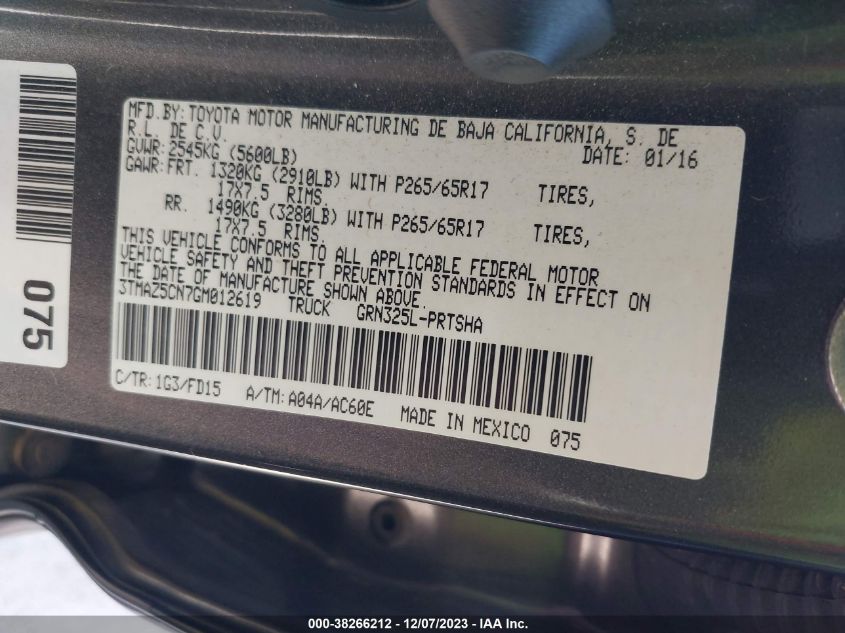 MFD.BY:TOYOTA MOTOR MANUFACTURING DE BAJA CALIFORNIA, S. DE
R.L. DE C.V. DATE: 01/16
GVWR:2545KG (5600LB)
GAWR:FRT. 1320KG (2910LB) WITH P265/65R17 TIRES,
17X7.5 RIMS.
RR. 1490KG (3280LB) WITH P265/65R17 TIRES,
17X7.5 RIMS.
THIS VEHICLE CONFORMS TO ALL APPLICABLE FEDERAL MOTOR
VEHICLE SAFETY AND THEFT PREVENTION STANDARDS IN EFFECT ON
THE DATE OF MANUFACTURE SHOWN ABOVE.
3TMAZ5CN7GM012619 TRUCK GRN325L-PRTSHA
C/TR:1G3/FD15 A/TM:A04A/AC60E MADE IN MEXICO 075
075
000-38266212 - 12/07/2023 - IAA Inc.